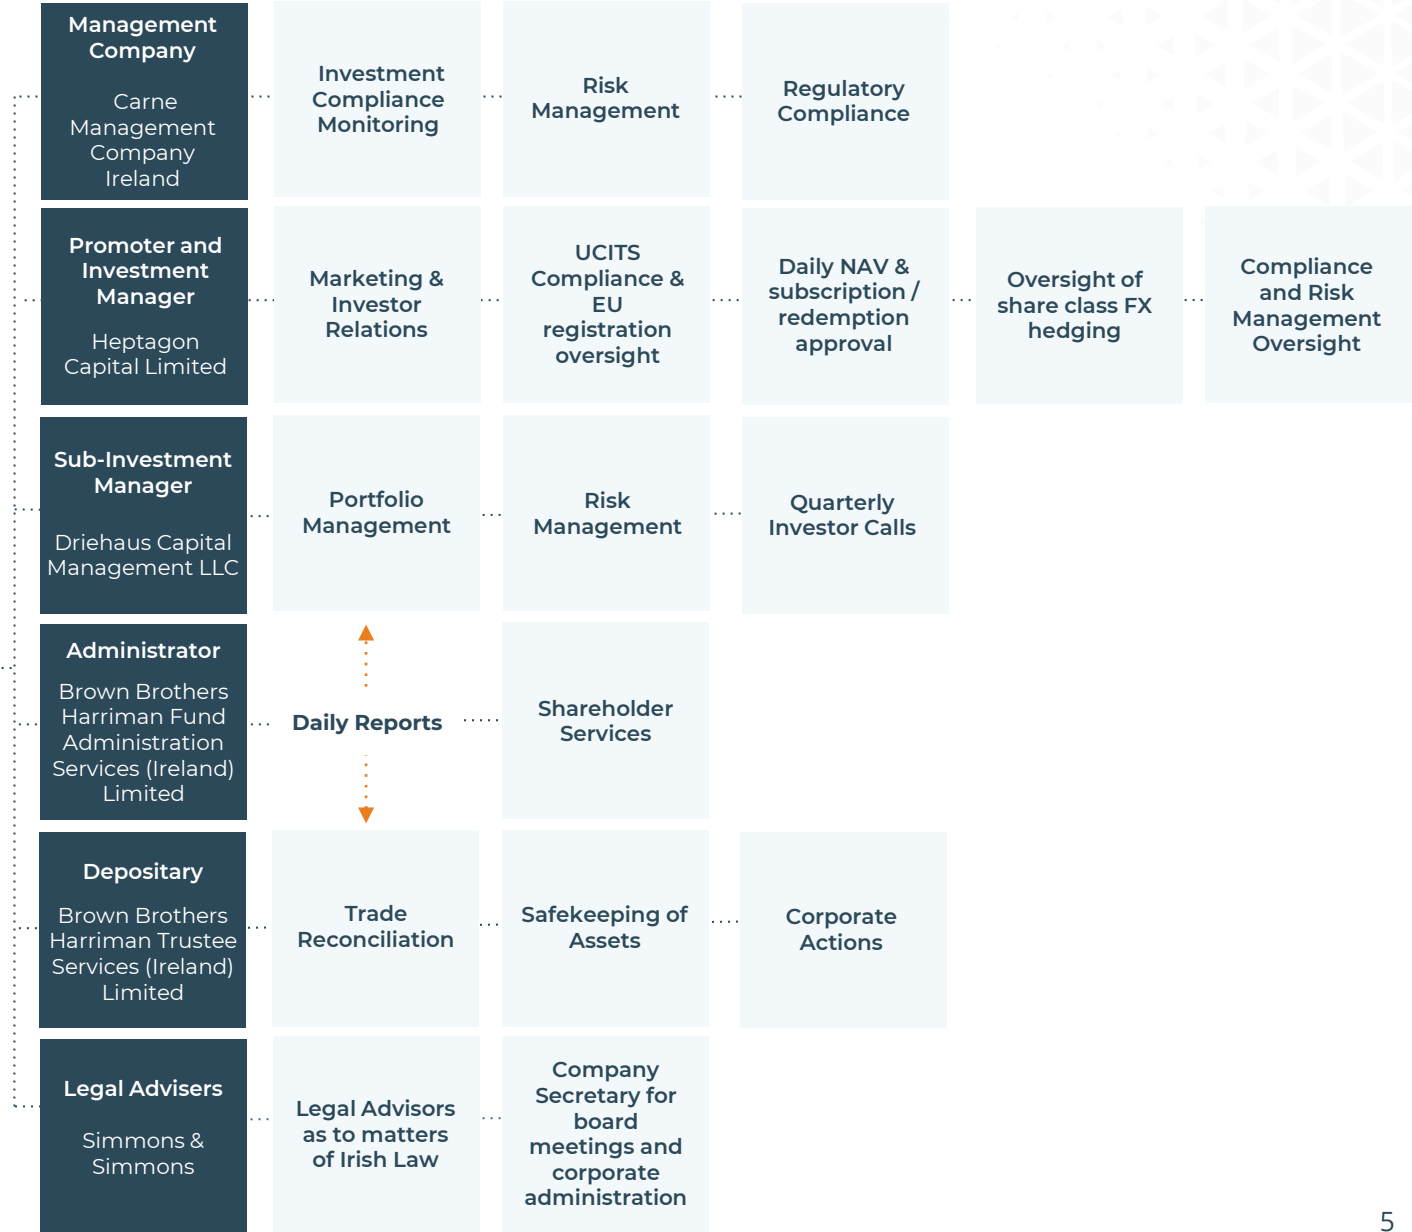 Management
Company
Carne
Management
Company
Ireland
Investment
Compliance
Monitoring
Risk
Management
Regulatory
Compliance
Promoter and
Investment
Manager
Heptagon
Capital Limited
Marketing &
Investor
Relations
UCITS
Compliance &
EU
registration
oversight
Daily NAV &
subscription /
redemption
approval
Oversight of
share class FX
hedging
Compliance
and Risk
Management
Oversight
Sub-Investment
Manager
Driehaus Capital
Management LLC
Portfolio
Management
Risk
Management
Quarterly
Investor Calls
Administrator
Brown Brothers
Harriman Fund
Administration
Services (Ireland)
Limited
Daily Reports
Shareholder
Services
Depositary
Brown Brothers
Harriman Trustee
Services (Ireland)
Limited
Trade
Reconciliation
Safekeeping of
Assets
Corporate
Actions
Legal Advisers
Simmons &
Simmons
Legal Advisors
as to matters
of Irish Law
Company
Secretary for
board
meetings and
corporate
administration
5